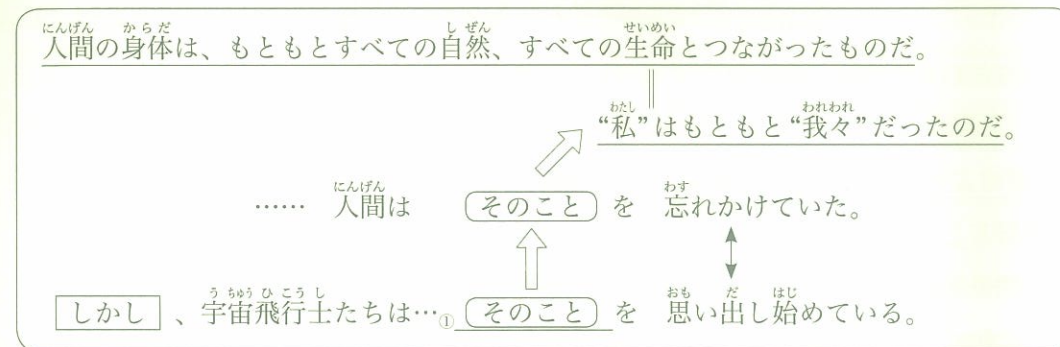 人間の身体は、もともとすべての自然、すべての生命とつながったものだ。
“私”はもともと“我々”だったのだ。
…… 人間は そのこと を 忘れかけていた。
しかし 、宇宙飛行士たちは…①そのこと を 思い出し始めている。